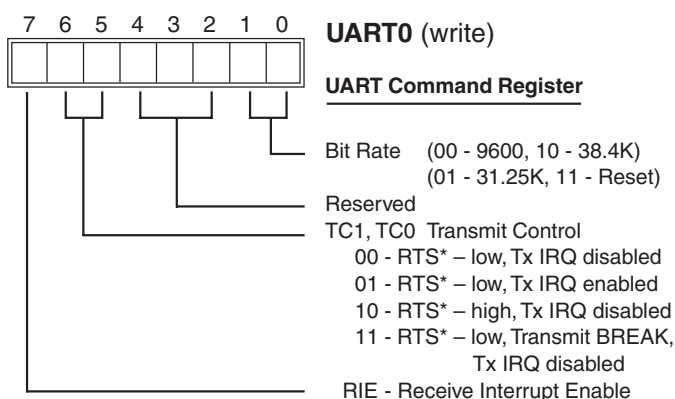 7 6 5 4 3 2 1 0
UART0 (write)
UART Command Register
Bit Rate (00 - 9600, 10 - 38.4K)
(01 - 31.25K, 11 - Reset)
Reserved
TC1, TC0 Transmit Control
00 - RTS* – low, Tx IRQ disabled
01 - RTS* – low, Tx IRQ enabled
10 - RTS* – high, Tx IRQ disabled
11 - RTS* – low, Transmit BREAK,
Tx IRQ disabled
RIE - Receive Interrupt Enable